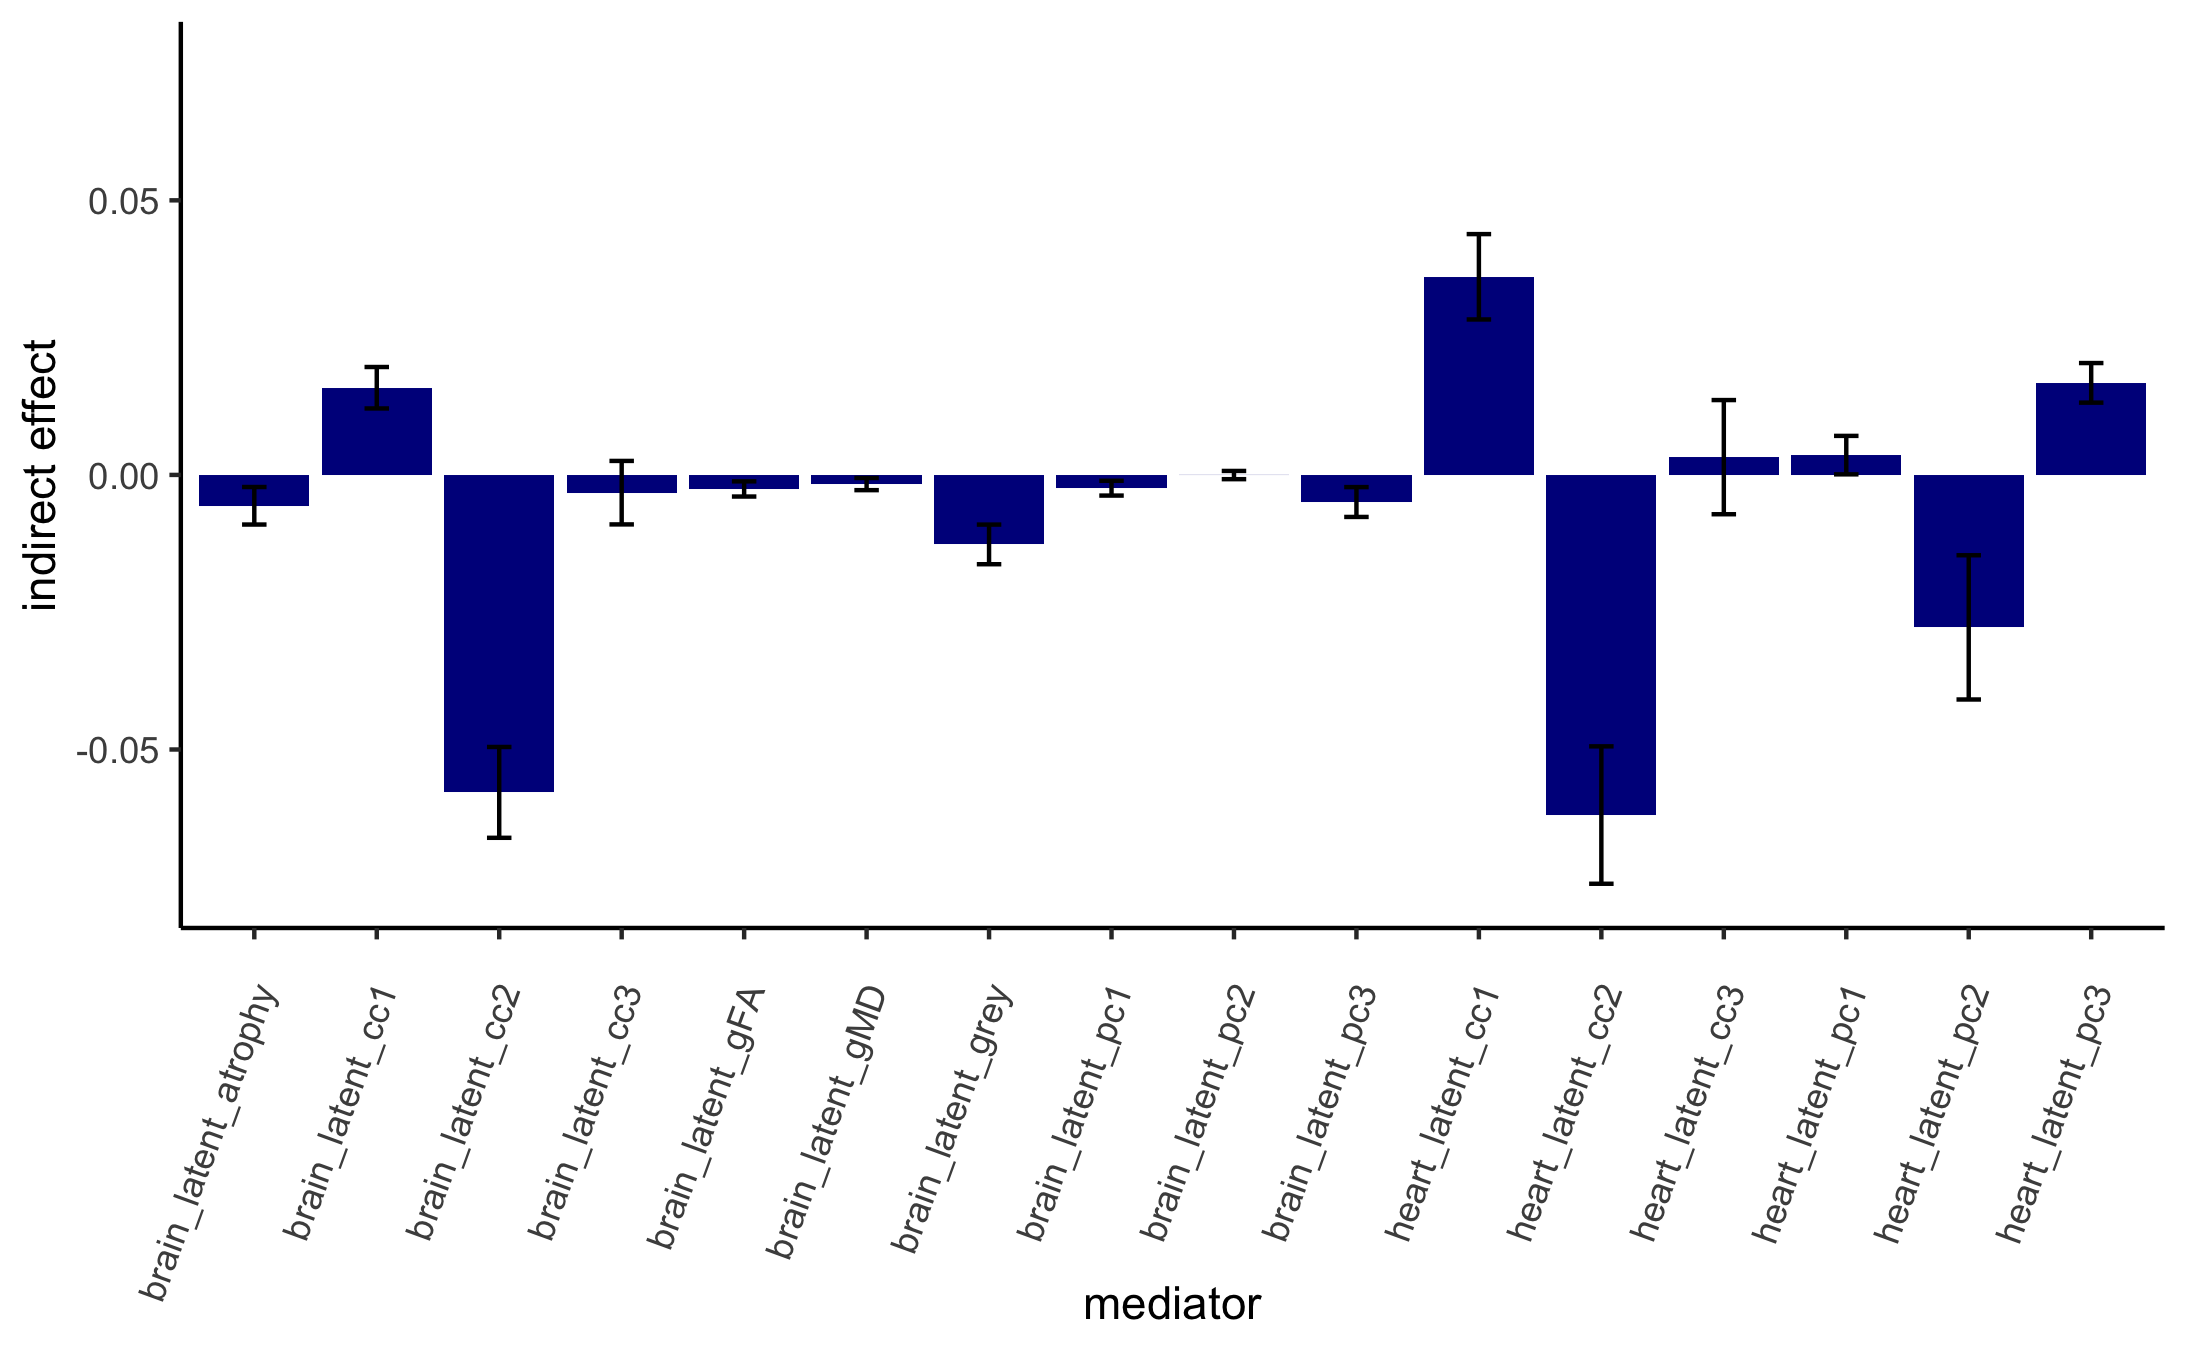 indirect effect
0.05
0.00
-0.05
brain_latent_atrophy
brain_latent_cc1
brain_latent_cc2
brain_latent_cc3
brain_latent_gFA
brain_latent_gMD
brain_latent_grey
brain_latent_pc1
brain_latent_pc2
brain_latent_pc3
heart_latent_cc1
heart_latent_cc2
heart_latent_cc3
heart_latent_pc1
heart_latent_pc2
heart_latent_pc3
mediator